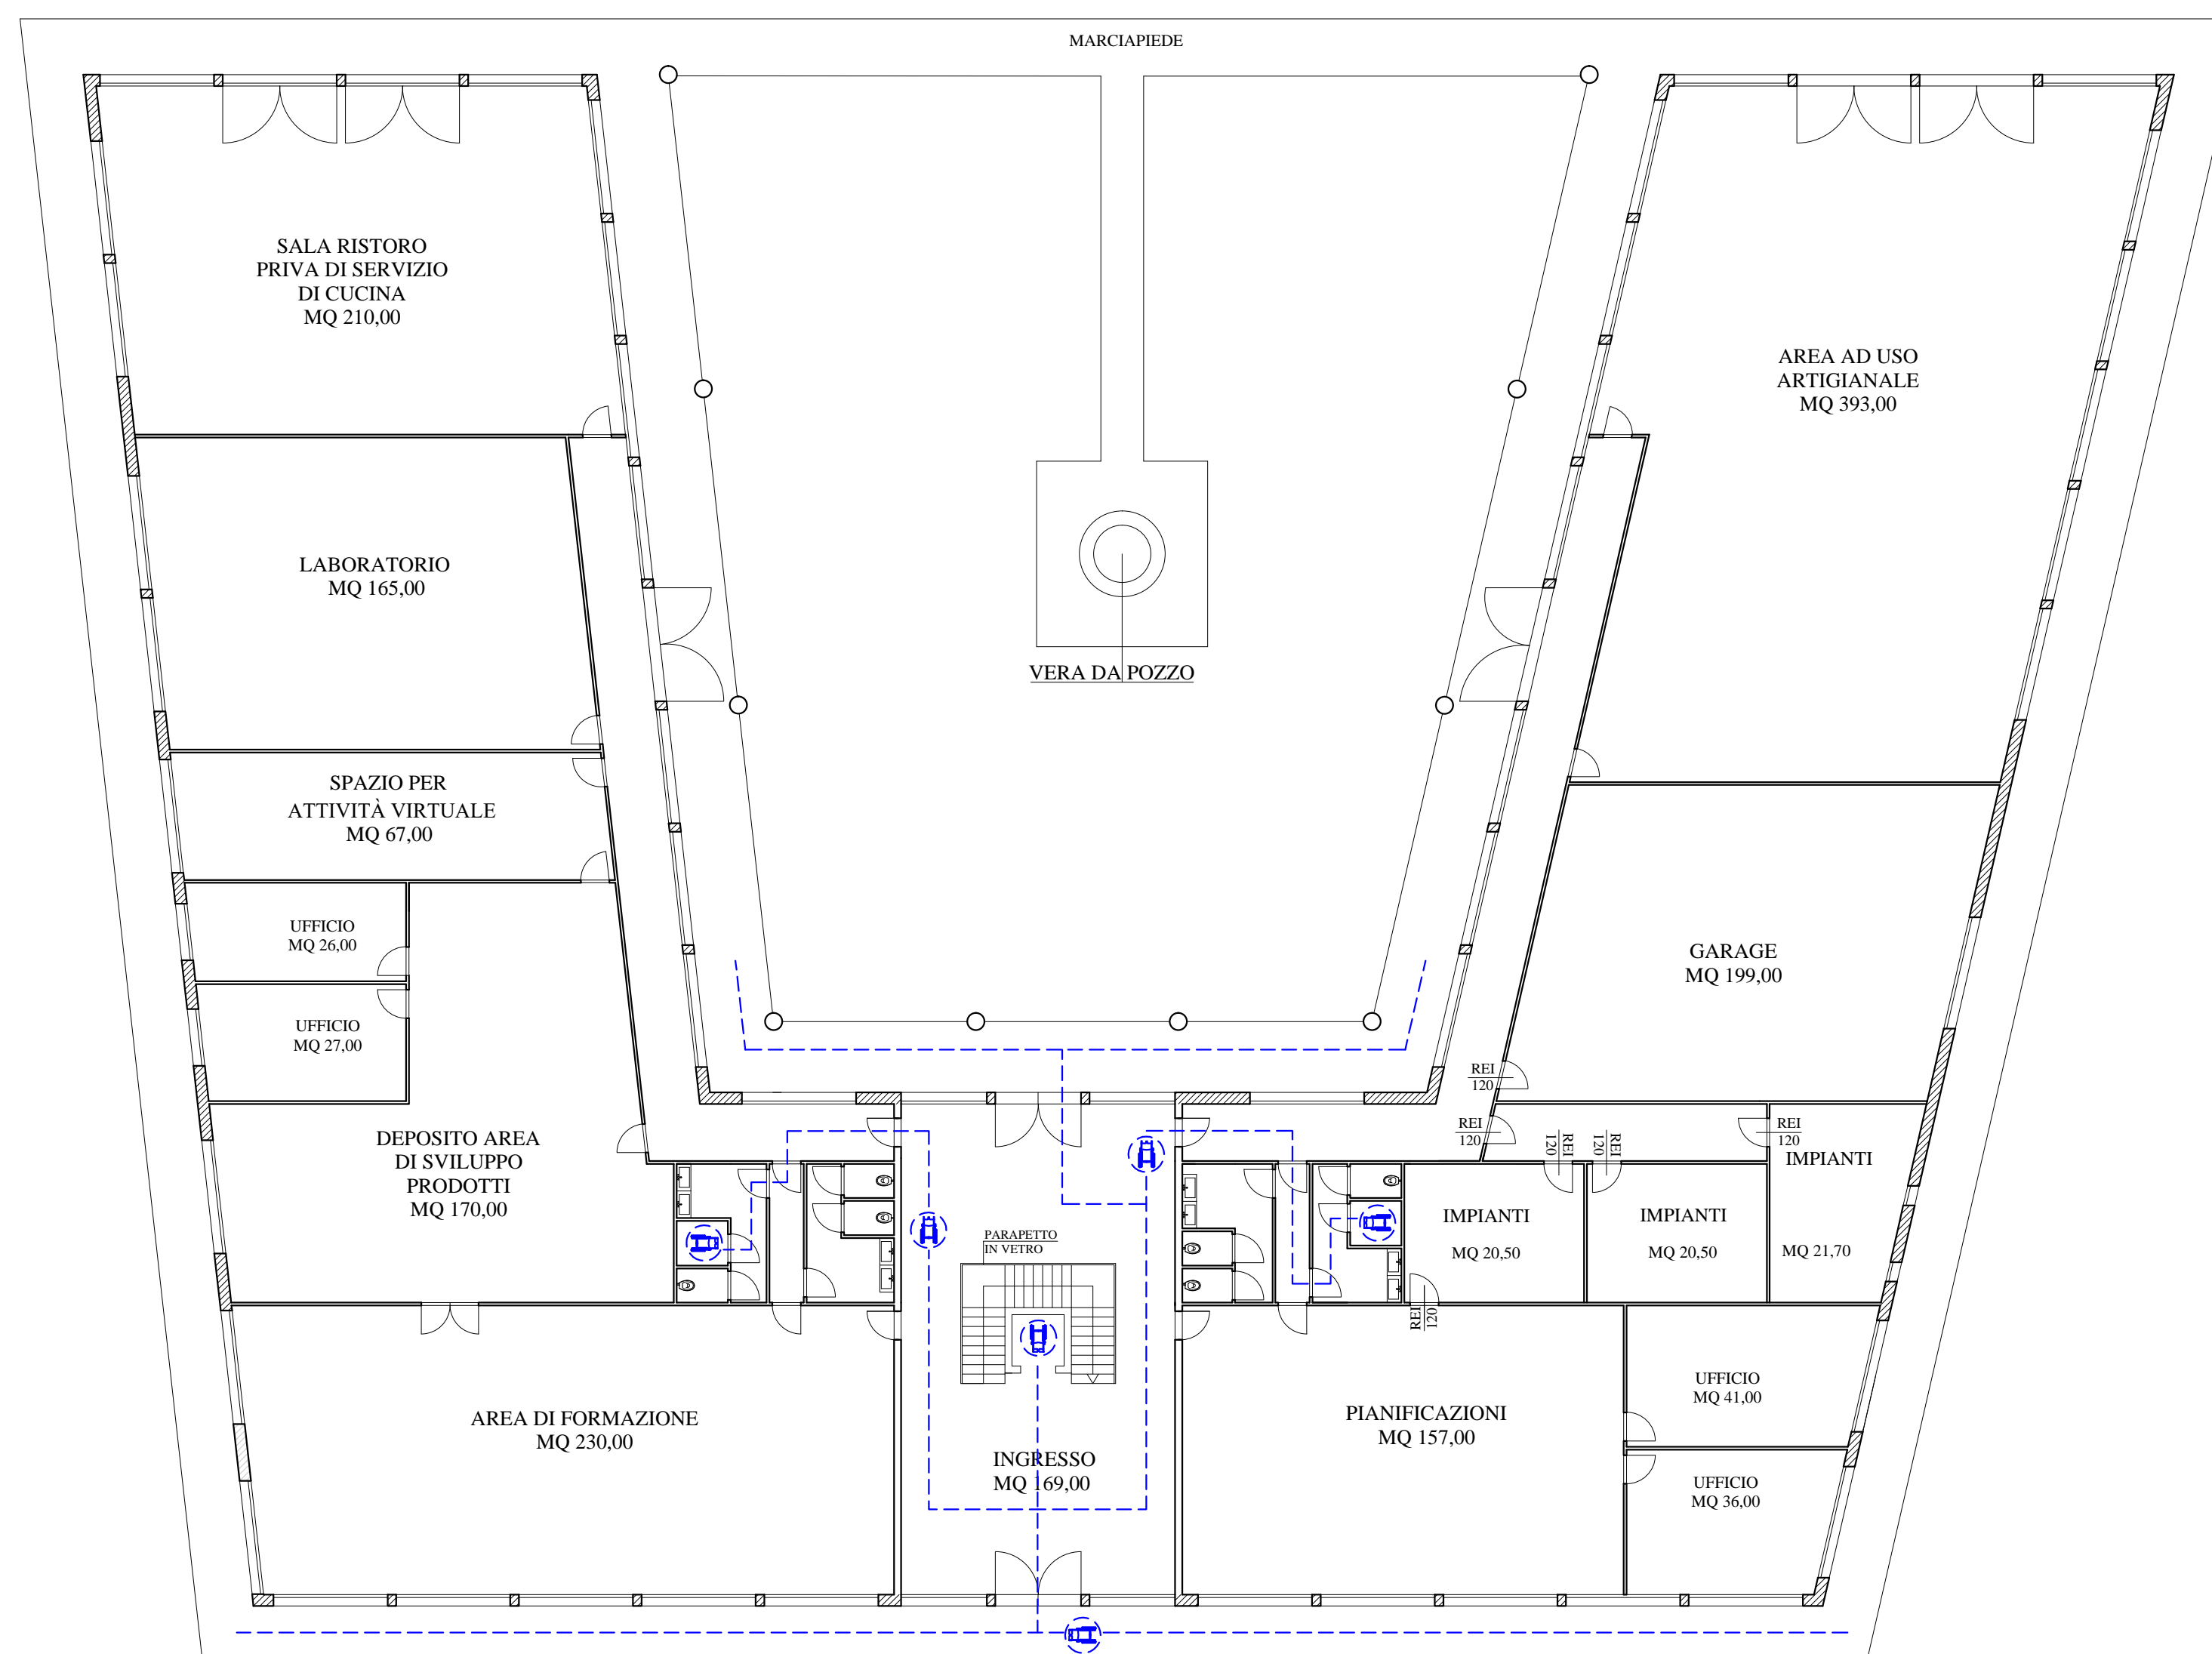 MARCIAPIEDE
SALA RISTORO
PRIVA DI SERVIZIO
DI CUCINA
MQ 210,00
AREA AD USO
ARTIGIANALE
MQ 393,00
LABORATORIO
MQ 165,00
VERA DA POZZO
SPAZIO PER
ATTIVITÀ VIRTUALE
MQ 67,00
UFFICIO
MQ 26,00
GARAGE
MQ 199,00
UFFICIO
MQ 27,00
REI
120
DEPOSITO AREA
DI SVILUPPO
PRODOTTI
MQ 170,00
REI
120
REI
120
REI
120
REI
120
IMPIANTI
MQ 21,70
IMPIANTI
MQ 20,50
IMPIANTI
MQ 20,50
PARAPETTO
IN VETRO
REI
120
AREA DI FORMAZIONE
MQ 230,00
INGRESSO
MQ 169,00
PIANIFICAZIONI
MQ 157,00
UFFICIO
MQ 41,00
UFFICIO
MQ 36,00